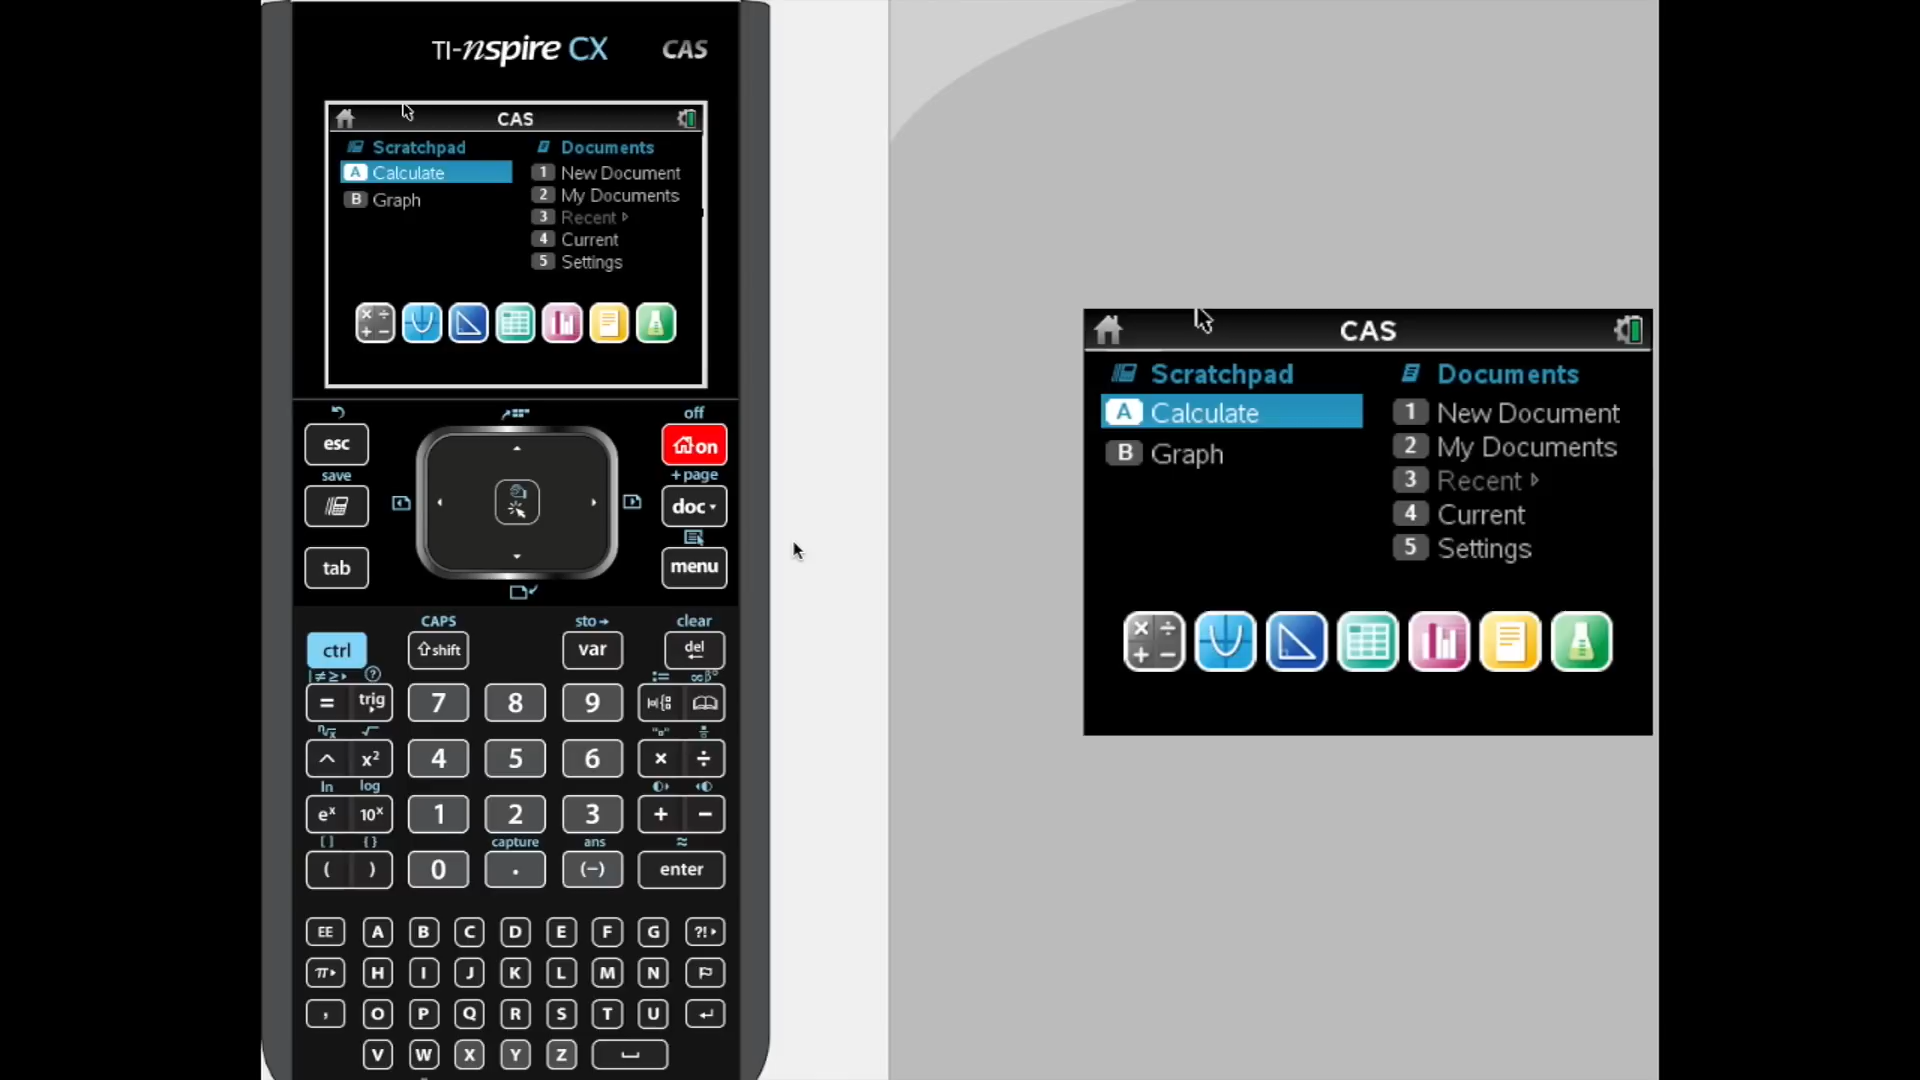 TI-nspire CX CAS
CAS
Scratchpad
A Calculate
B Graph
Documents
1 New Document
2 My Documents
3 Recent
4 Current
5 Settings
off
esc
on
save
+page
doc
tab
menu
CAPS
sto→
clear
ctrl
⇧shift
var
del
|≠≥▸
:=
∞β°
=
trig
7
8
9
^
x²
4
5
6
×
÷
ln
log
eˣ
10ˣ
1
2
3
+
−
[ ]
{ }
capture
ans
≈
(
)
0
.
(−)
enter
EE
A B C D E F G
?!▸
π▸
H I J K L M N
,
O P Q R S T U
V W X Y Z
CAS
Scratchpad
A Calculate
B Graph
Documents
1 New Document
2 My Documents
3 Recent
4 Current
5 Settings